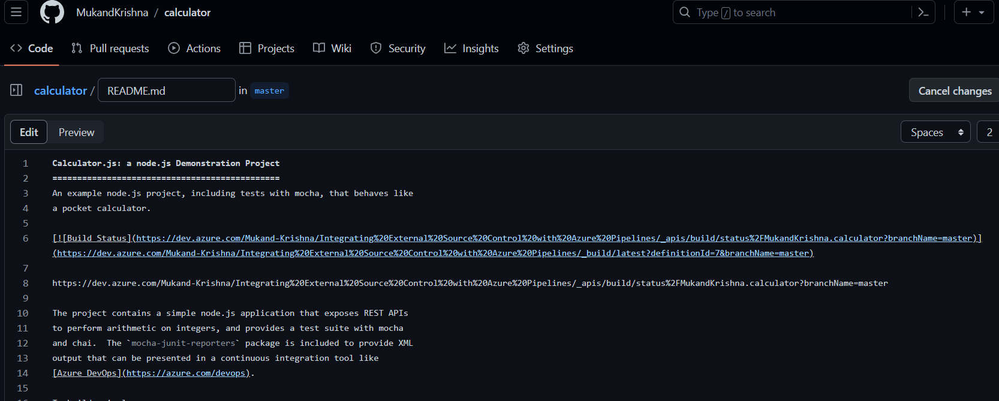 MukandKrishna / calculator
Type / to search
Code Pull requests Actions Projects Wiki Security Insights Settings
calculator / README.md in master
Cancel changes
Edit Preview
Spaces 2
1 Calculator.js: a node.js Demonstration Project
2 ==============================================
3 An example node.js project, including tests with mocha, that behaves like
4 a pocket calculator.
5
6 [![Build Status](https://dev.azure.com/Mukand-Krishna/Integrating%20External%20Source%20Control%20with%20Azure%20Pipelines/_apis/build/status%2FMukandKrishna.calculator?branchName=master)]
(https://dev.azure.com/Mukand-Krishna/Integrating%20External%20Source%20Control%20with%20Azure%20Pipelines/_build/latest?definitionId=7&branchName=master)
7
8 https://dev.azure.com/Mukand-Krishna/Integrating%20External%20Source%20Control%20with%20Azure%20Pipelines/_apis/build/status%2FMukandKrishna.calculator?branchName=master
9
10 The project contains a simple node.js application that exposes REST APIs
11 to perform arithmetic on integers, and provides a test suite with mocha
12 and chai.  The `mocha-junit-reporters` package is included to provide XML
13 output that can be presented in a continuous integration tool like
14 [Azure DevOps](https://azure.com/devops).
15